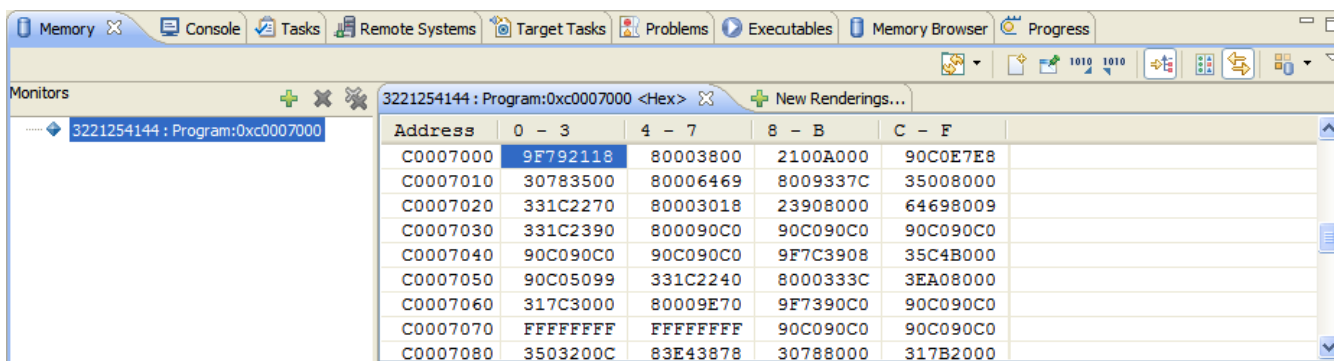 Memory Console Tasks Remote Systems Target Tasks Problems Executables Memory Browser Progress
1010 1010
Monitors
3221254144 : Program:0xc0007000 <Hex> New Renderings...
3221254144 : Program:0xc0007000
Address 0 - 3 4 - 7 8 - B C - F
C0007000 9F792118 80003800 2100A000 90C0E7E8
C0007010 30783500 80006469 8009337C 35008000
C0007020 331C2270 80003018 23908000 64698009
C0007030 331C2390 800090C0 90C090C0 90C090C0
C0007040 90C090C0 90C090C0 9F7C3908 35C4B000
C0007050 90C05099 331C2240 8000333C 3EA08000
C0007060 317C3000 80009E70 9F7390C0 90C090C0
C0007070 FFFFFFFF FFFFFFFF 90C090C0 90C090C0
C0007080 3503200C 83E43878 30788000 317B2000